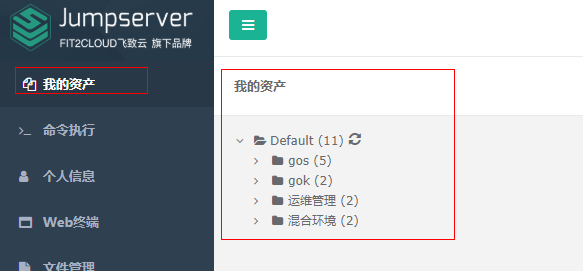 Jumpserver
FIT2CLOUD飞致云 旗下品牌
我的资产
命令执行
个人信息
Web终端
文件管理
我的资产
Default (11)
gos (5)
gok (2)
运维管理 (2)
混合环境 (2)